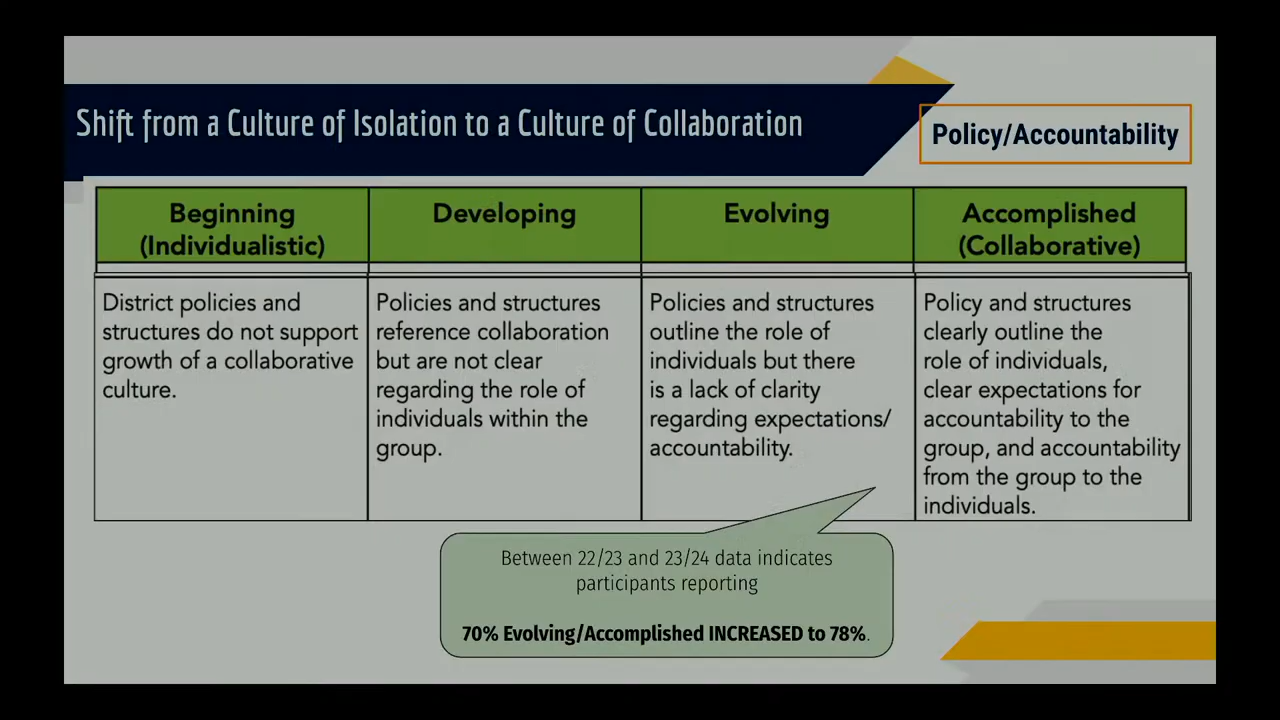 Shift from a Culture of Isolation to a Culture of Collaboration
Policy/Accountability
Beginning
(Individualistic)
Developing
Evolving
Accomplished
(Collaborative)
District policies and
structures do not support
growth of a collaborative
culture.
Policies and structures
reference collaboration
but are not clear
regarding the role of
individuals within the
group.
Policies and structures
outline the role of
individuals but there
is a lack of clarity
regarding expectations/
accountability.
Policy and structures
clearly outline the
role of individuals,
clear expectations for
accountability to the
group, and accountability
from the group to the
individuals.
Between 22/23 and 23/24 data indicates
participants reporting
70% Evolving/Accomplished INCREASED to 78%.